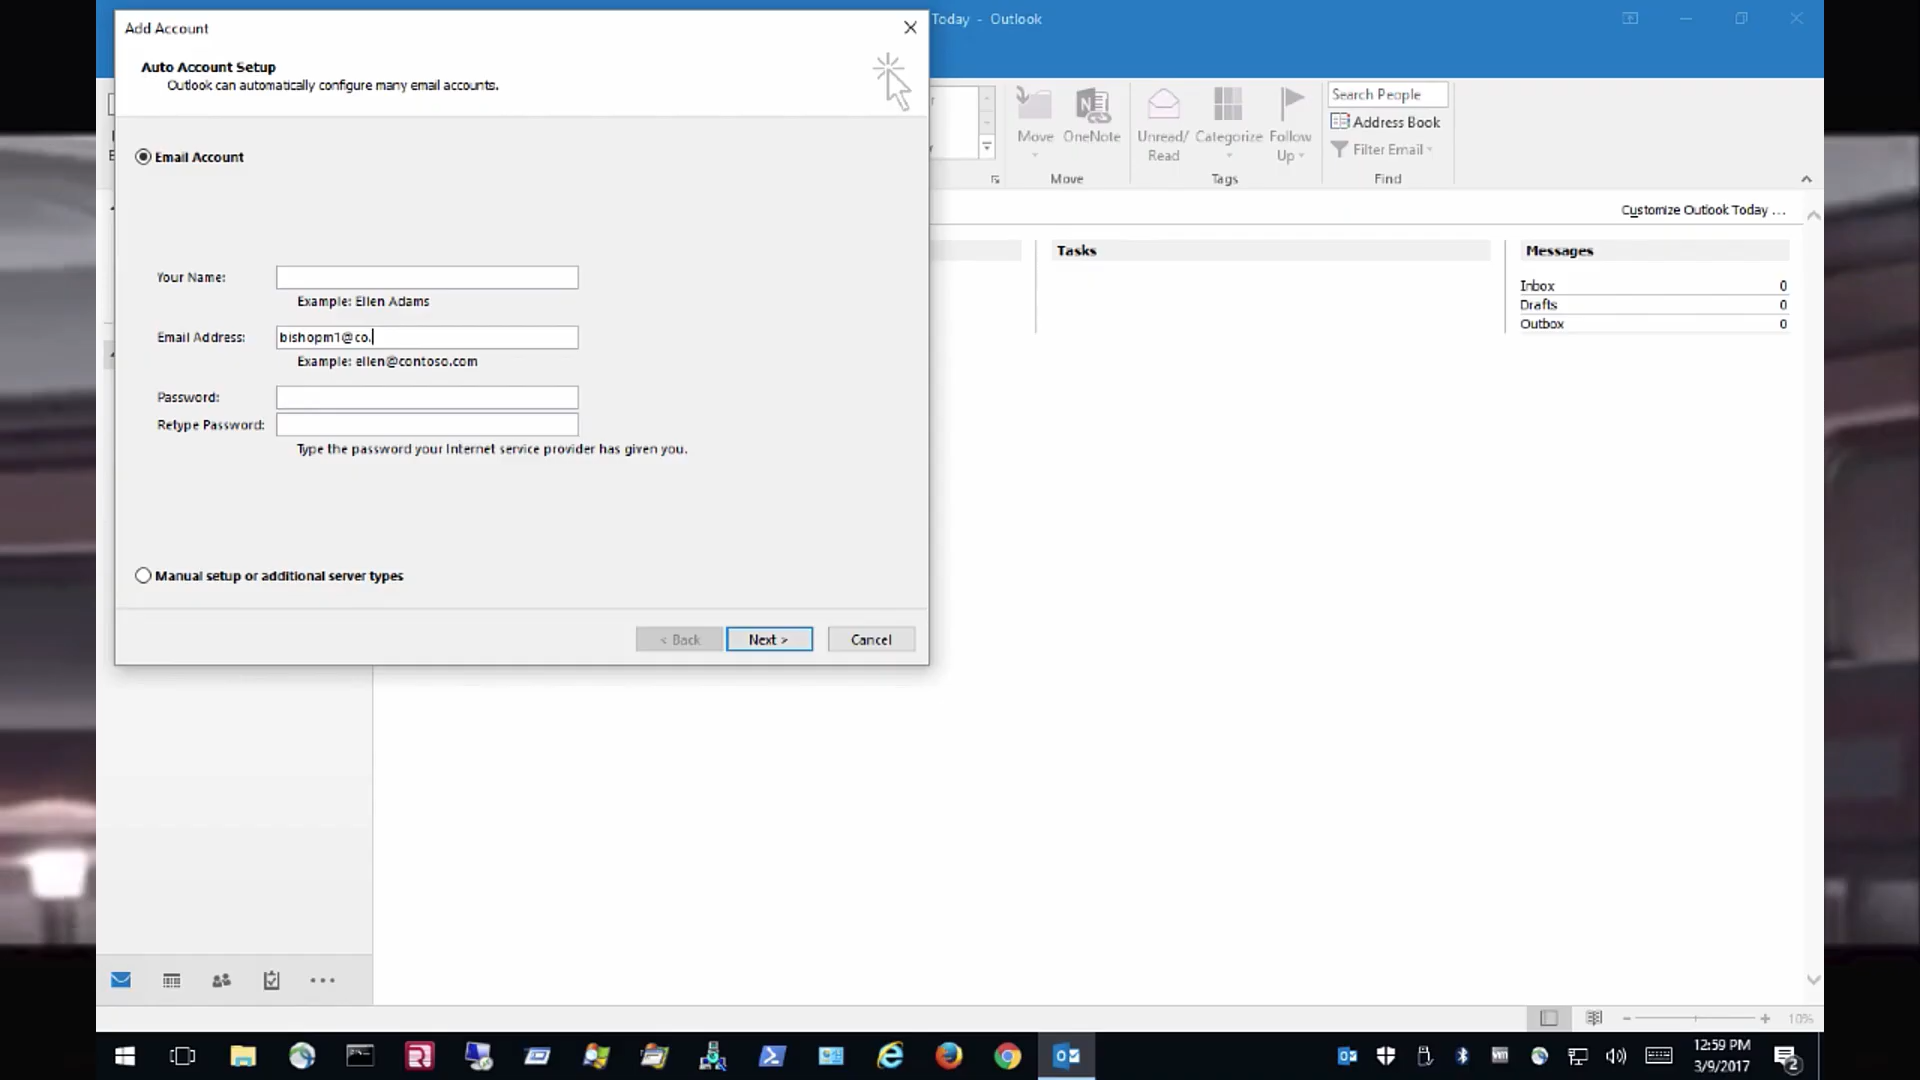 Add Account
Today - Outlook
Auto Account Setup
Outlook can automatically configure many email accounts.
Email Account
Your Name:
Example: Ellen Adams
Email Address: bishopm1@co.
Example: ellen@contoso.com
Password:
Retype Password:
Type the password your Internet service provider has given you.
Manual setup or additional server types
< Back Next > Cancel
Move OneNote
Move
Unread/ Read Categorize Follow Up
Tags
Search People
Address Book
Filter Email
Find
Customize Outlook Today ...
Tasks
Messages
Inbox 0
Drafts 0
Outbox 0
10%
12:59 PM
3/9/2017
2